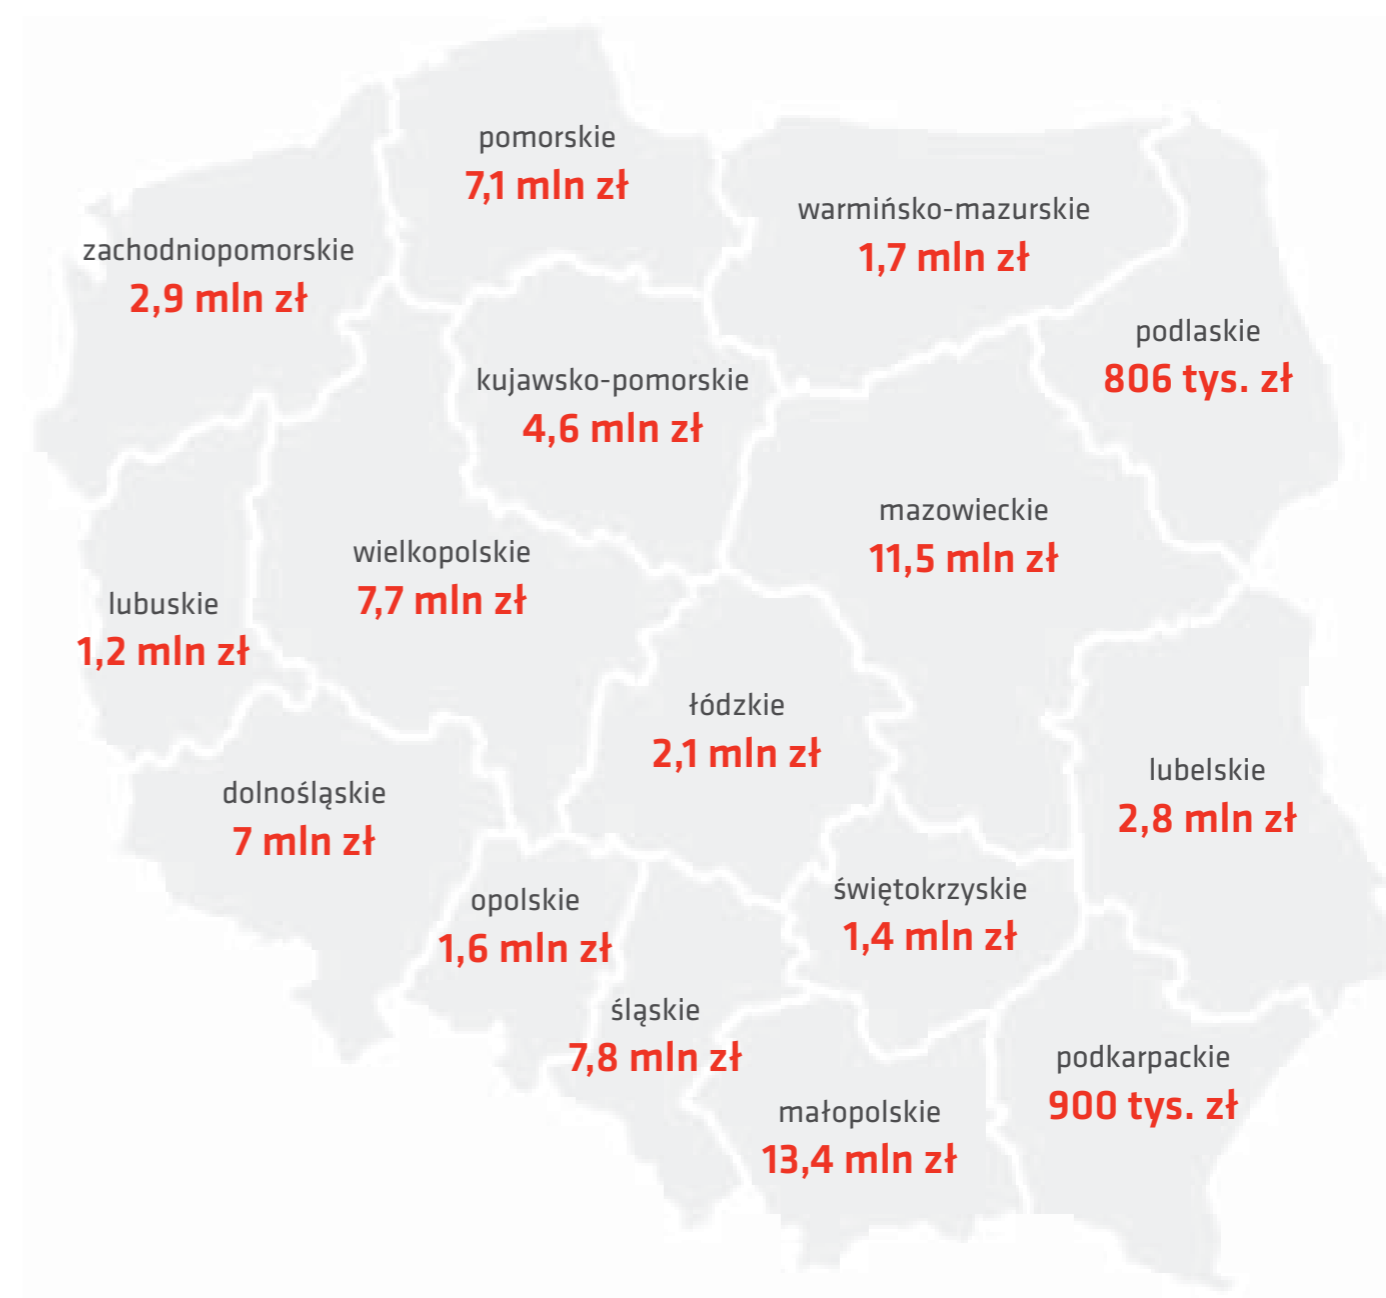 pomorskie
7,1 mln zł
warmińsko-mazurskie
1,7 mln zł
zachodniopomorskie
2,9 mln zł
podlaskie
806 tys. zł
kujawsko-pomorskie
4,6 mln zł
mazowieckie
11,5 mln zł
wielkopolskie
7,7 mln zł
lubuskie
1,2 mln zł
łódzkie
2,1 mln zł
lubelskie
2,8 mln zł
dolnośląskie
7 mln zł
świętokrzyskie
1,4 mln zł
opolskie
1,6 mln zł
śląskie
7,8 mln zł
podkarpackie
900 tys. zł
małopolskie
13,4 mln zł